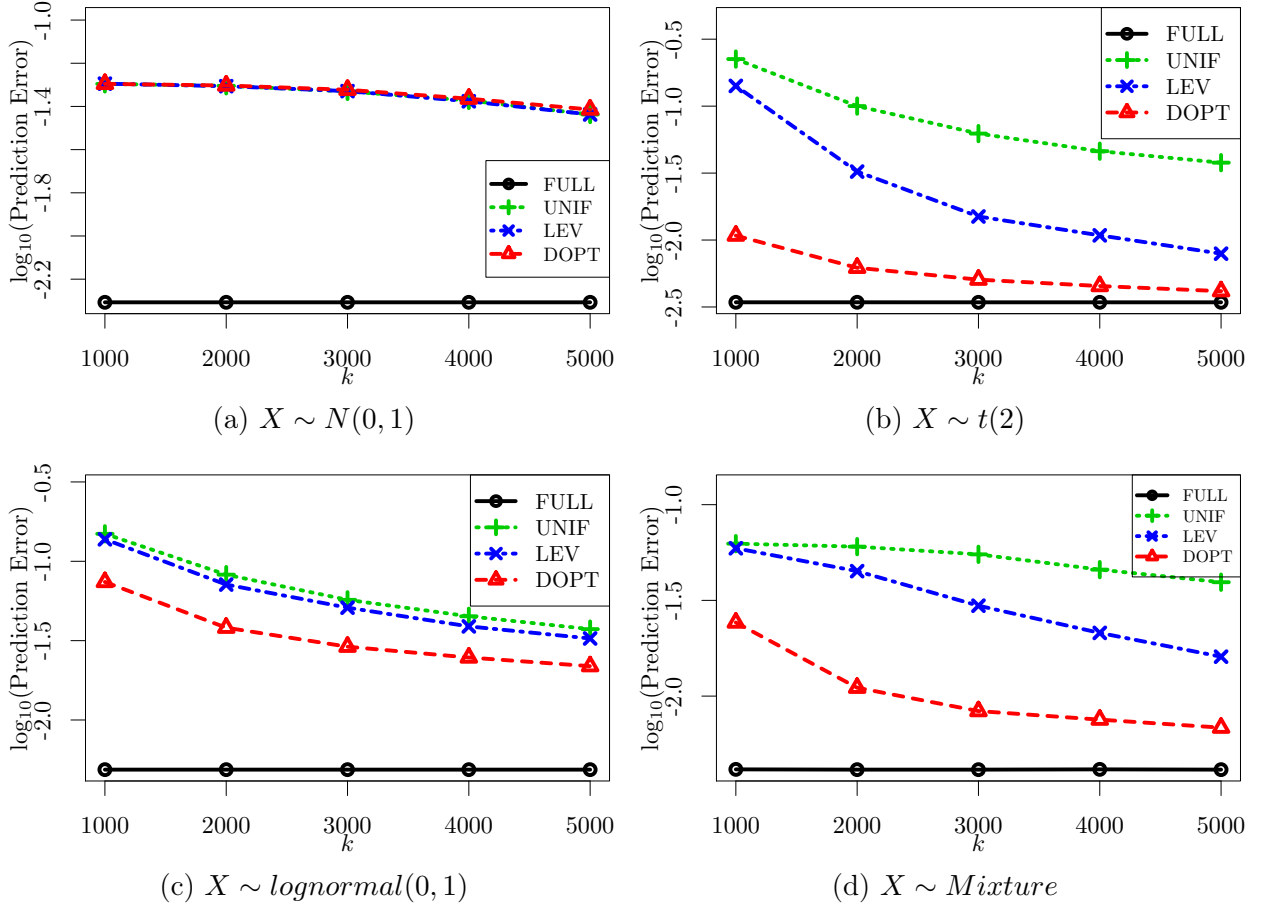 log₁₀(Prediction Error)
-1.0
-1.4
-1.8
-2.2
FULL
UNIF
LEV
DOPT
1000 2000 3000 4000 5000
k
(a) X ∼ N(0, 1)
log₁₀(Prediction Error)
-0.5
-1.0
-1.5
-2.0
-2.5
FULL
UNIF
LEV
DOPT
1000 2000 3000 4000 5000
k
(b) X ∼ t(2)
log₁₀(Prediction Error)
-0.5
-1.0
-1.5
-2.0
FULL
UNIF
LEV
DOPT
1000 2000 3000 4000 5000
k
(c) X ∼ lognormal(0, 1)
log₁₀(Prediction Error)
-1.0
-1.5
-2.0
FULL
UNIF
LEV
DOPT
1000 2000 3000 4000 5000
k
(d) X ∼ Mixture